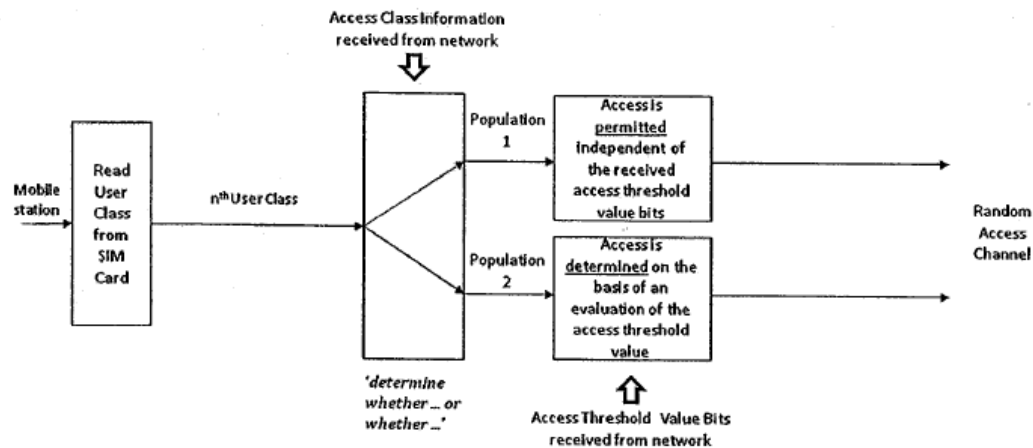 Access Class Information
received from network
Mobile
station
Read
User
Class
from
SIM
Card
nth User Class
Population
1
Access is
permitted
independent of
the received
access threshold
value bits
Population
2
Access is
determined on the
basis of an
evaluation of the
access threshold
value
Random
Access
Channel
'determine
whether ... or
whether ...'
Access Threshold Value Bits
received from network